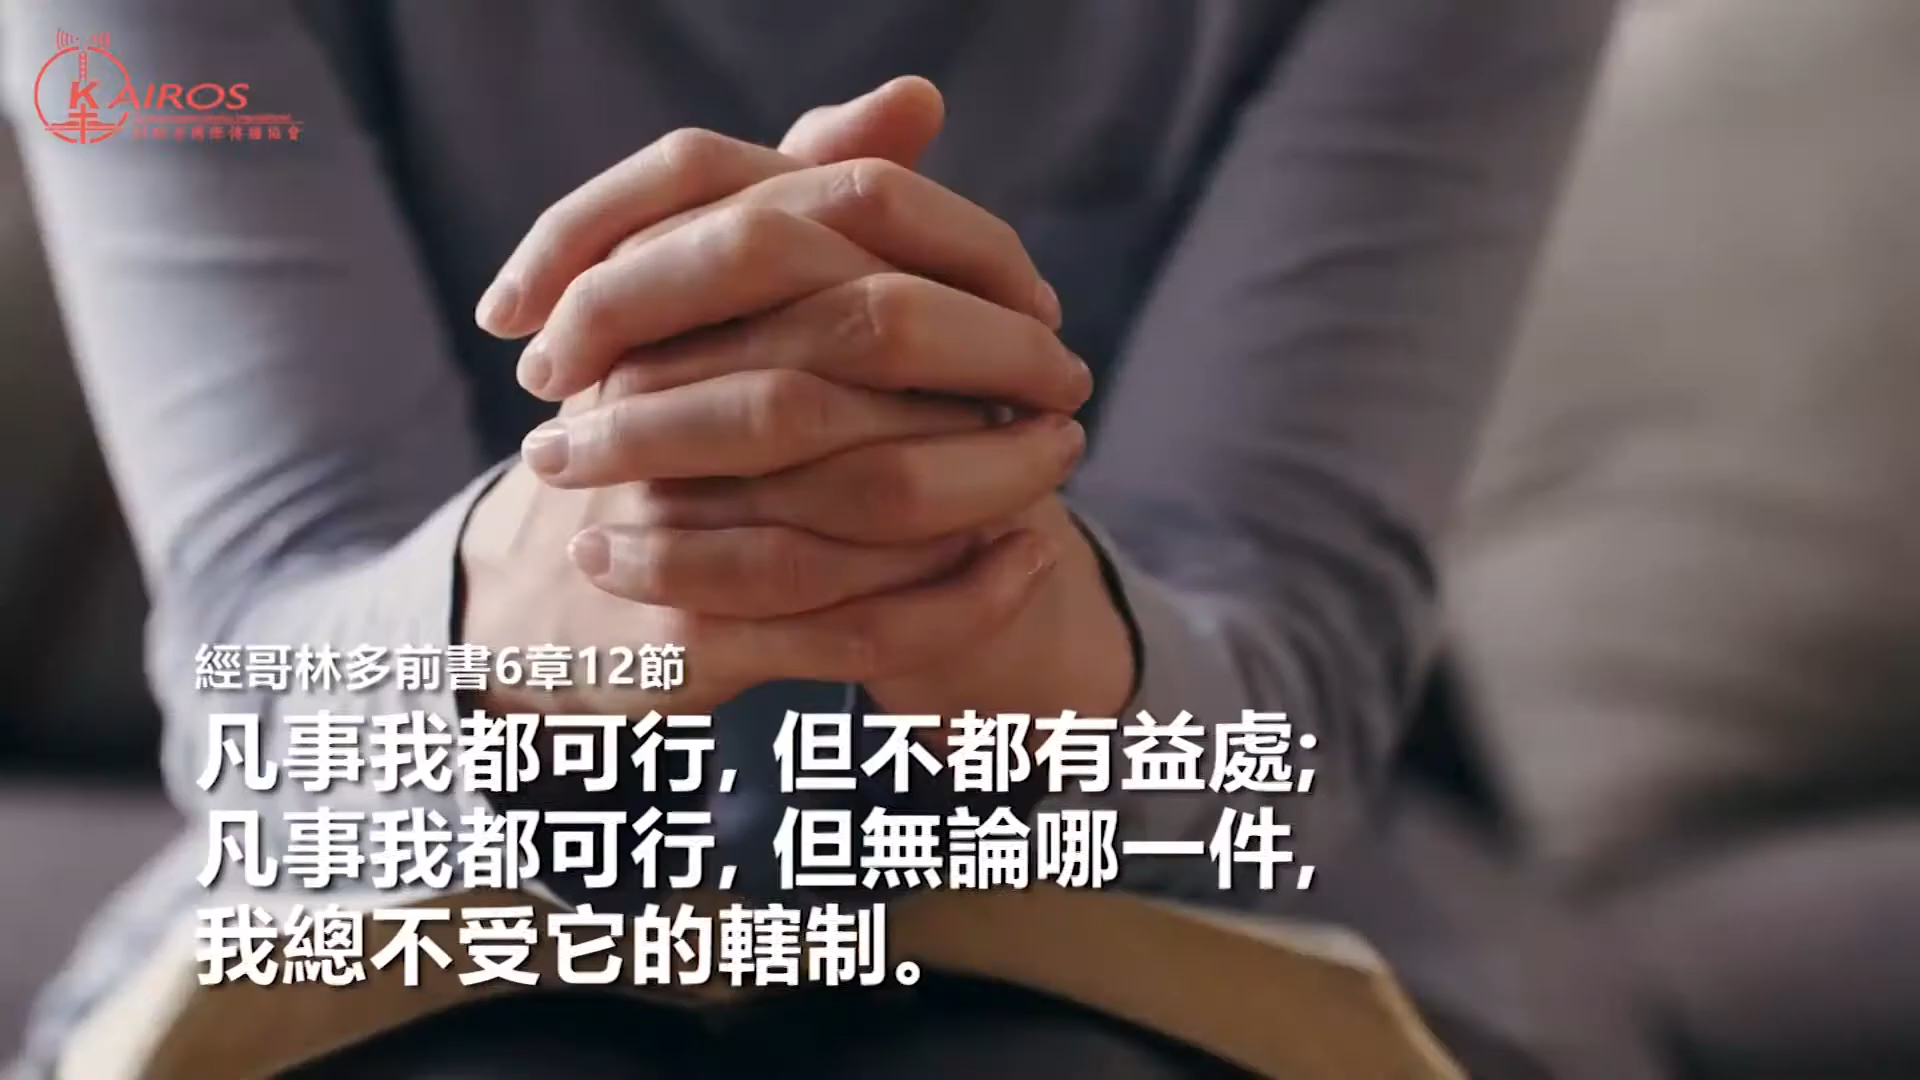 KAIROS
經哥林多前書6章12節
凡事我都可行, 但不都有益處;
凡事我都可行, 但無論哪一件,
我總不受它的轄制。